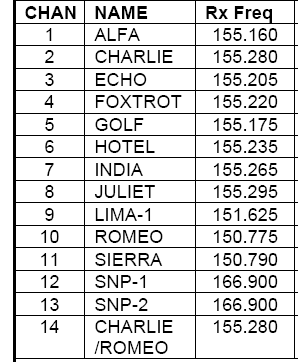 CHAN NAME Rx Freq
1 ALFA 155.160
2 CHARLIE 155.280
3 ECHO 155.205
4 FOXTROT 155.220
5 GOLF 155.175
6 HOTEL 155.235
7 INDIA 155.265
8 JULIET 155.295
9 LIMA-1 151.625
10 ROMEO 150.775
11 SIERRA 150.790
12 SNP-1 166.900
13 SNP-2 166.900
14 CHARLIE 155.280
/ROMEO